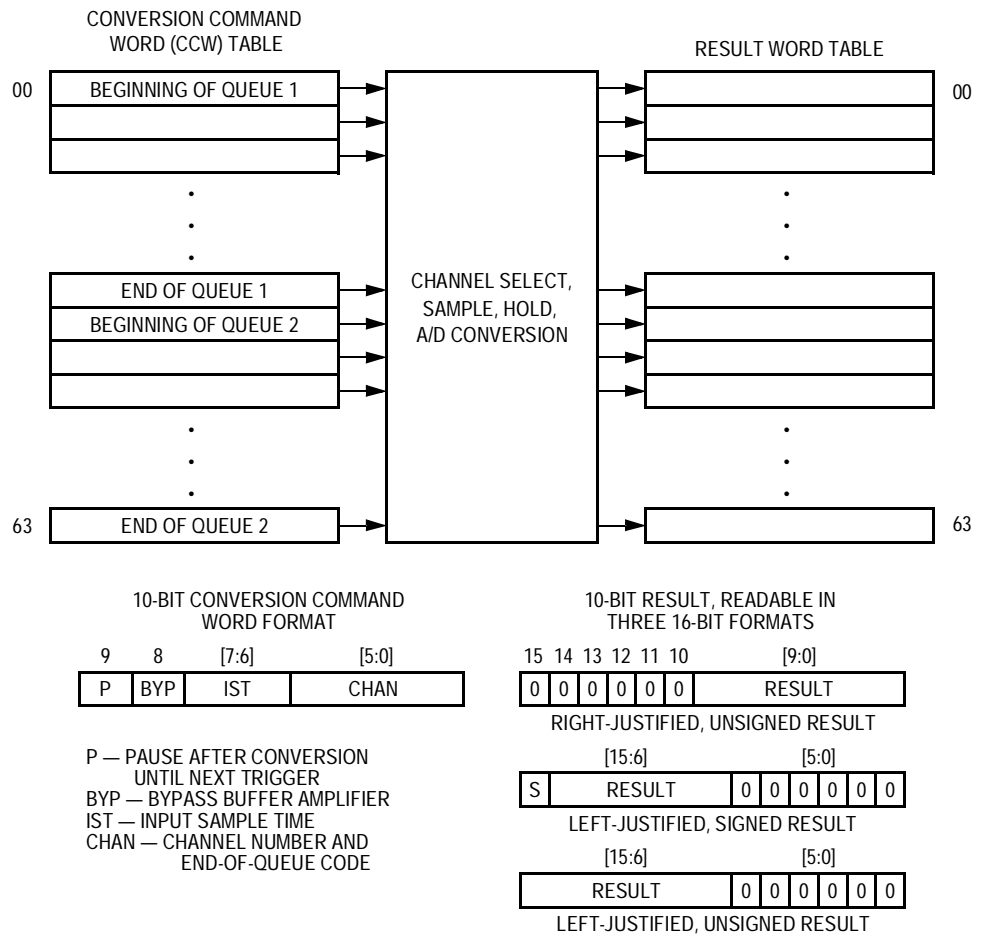 CONVERSION COMMAND
WORD (CCW) TABLE
RESULT WORD TABLE
00
BEGINNING OF QUEUE 1
00
END OF QUEUE 1
BEGINNING OF QUEUE 2
CHANNEL SELECT,
SAMPLE, HOLD,
A/D CONVERSION
63
END OF QUEUE 2
63
10-BIT CONVERSION COMMAND
WORD FORMAT
9 8 [7:6] [5:0]
P BYP IST CHAN
P — PAUSE AFTER CONVERSION
UNTIL NEXT TRIGGER
BYP — BYPASS BUFFER AMPLIFIER
IST — INPUT SAMPLE TIME
CHAN — CHANNEL NUMBER AND
END-OF-QUEUE CODE
10-BIT RESULT, READABLE IN
THREE 16-BIT FORMATS
15 14 13 12 11 10 [9:0]
0 0 0 0 0 0 RESULT
RIGHT-JUSTIFIED, UNSIGNED RESULT
[15:6] [5:0]
S RESULT 0 0 0 0 0 0
LEFT-JUSTIFIED, SIGNED RESULT
[15:6] [5:0]
RESULT 0 0 0 0 0 0
LEFT-JUSTIFIED, UNSIGNED RESULT